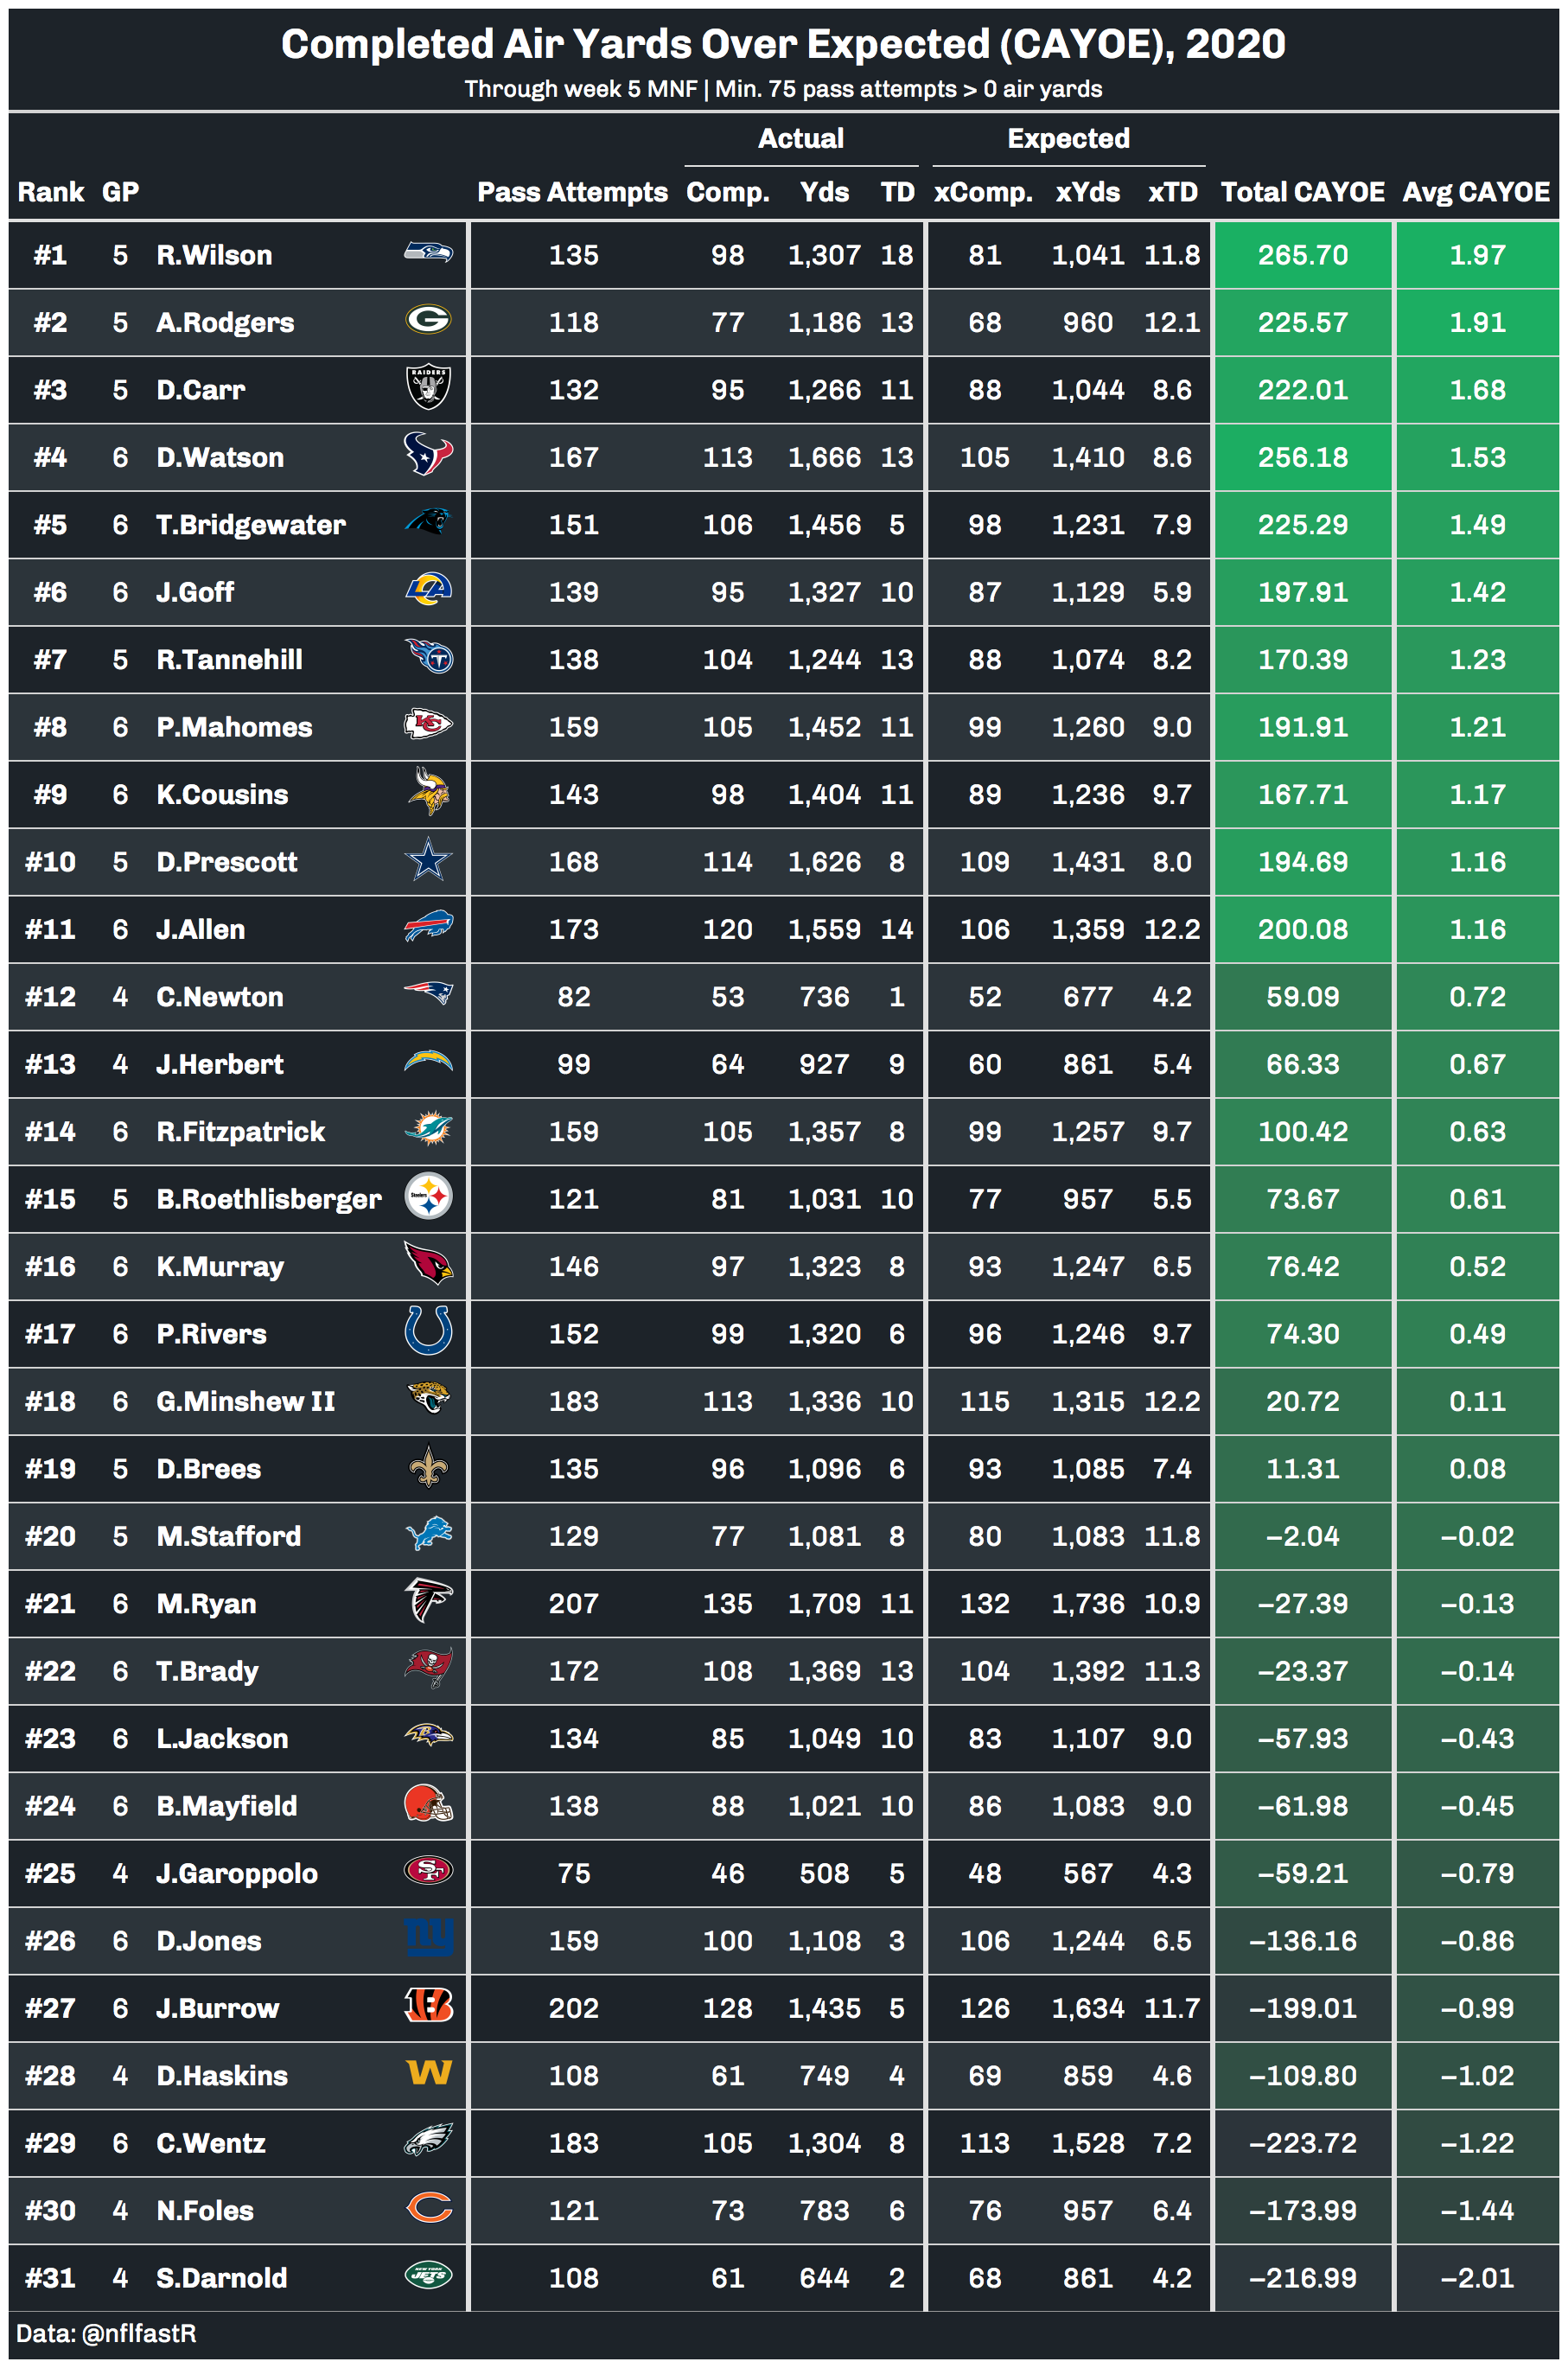 Completed Air Yards Over Expected (CAYOE), 2020
Through week 5 MNF | Min. 75 pass attempts > 0 air yards
Actual Expected
Rank GP Pass Attempts Comp. Yds TD xComp. xYds xTD Total CAYOE Avg CAYOE
#1 5 R.Wilson 135 98 1,307 18 81 1,041 11.8 265.70 1.97
#2 5 A.Rodgers G 118 77 1,186 13 68 960 12.1 225.57 1.91
#3 5 D.Carr RAIDERS 132 95 1,266 11 88 1,044 8.6 222.01 1.68
#4 6 D.Watson 167 113 1,666 13 105 1,410 8.6 256.18 1.53
#5 6 T.Bridgewater 151 106 1,456 5 98 1,231 7.9 225.29 1.49
#6 6 J.Goff LA 139 95 1,327 10 87 1,129 5.9 197.91 1.42
#7 5 R.Tannehill T 138 104 1,244 13 88 1,074 8.2 170.39 1.23
#8 6 P.Mahomes KC 159 105 1,452 11 99 1,260 9.0 191.91 1.21
#9 6 K.Cousins 143 98 1,404 11 89 1,236 9.7 167.71 1.17
#10 5 D.Prescott 168 114 1,626 8 109 1,431 8.0 194.69 1.16
#11 6 J.Allen 173 120 1,559 14 106 1,359 12.2 200.08 1.16
#12 4 C.Newton 82 53 736 1 52 677 4.2 59.09 0.72
#13 4 J.Herbert 99 64 927 9 60 861 5.4 66.33 0.67
#14 6 R.Fitzpatrick 159 105 1,357 8 99 1,257 9.7 100.42 0.63
#15 5 B.Roethlisberger Steelers 121 81 1,031 10 77 957 5.5 73.67 0.61
#16 6 K.Murray 146 97 1,323 8 93 1,247 6.5 76.42 0.52
#17 6 P.Rivers 152 99 1,320 6 96 1,246 9.7 74.30 0.49
#18 6 G.Minshew II 183 113 1,336 10 115 1,315 12.2 20.72 0.11
#19 5 D.Brees 135 96 1,096 6 93 1,085 7.4 11.31 0.08
#20 5 M.Stafford 129 77 1,081 8 80 1,083 11.8 −2.04 −0.02
#21 6 M.Ryan 207 135 1,709 11 132 1,736 10.9 −27.39 −0.13
#22 6 T.Brady 172 108 1,369 13 104 1,392 11.3 −23.37 −0.14
#23 6 L.Jackson B 134 85 1,049 10 83 1,107 9.0 −57.93 −0.43
#24 6 B.Mayfield 138 88 1,021 10 86 1,083 9.0 −61.98 −0.45
#25 4 J.Garoppolo SF 75 46 508 5 48 567 4.3 −59.21 −0.79
#26 6 D.Jones ny 159 100 1,108 3 106 1,244 6.5 −136.16 −0.86
#27 6 J.Burrow B 202 128 1,435 5 126 1,634 11.7 −199.01 −0.99
#28 4 D.Haskins W 108 61 749 4 69 859 4.6 −109.80 −1.02
#29 6 C.Wentz 183 105 1,304 8 113 1,528 7.2 −223.72 −1.22
#30 4 N.Foles C 121 73 783 6 76 957 6.4 −173.99 −1.44
#31 4 S.Darnold NEW YORK JETS 108 61 644 2 68 861 4.2 −216.99 −2.01
Data: @nflfastR